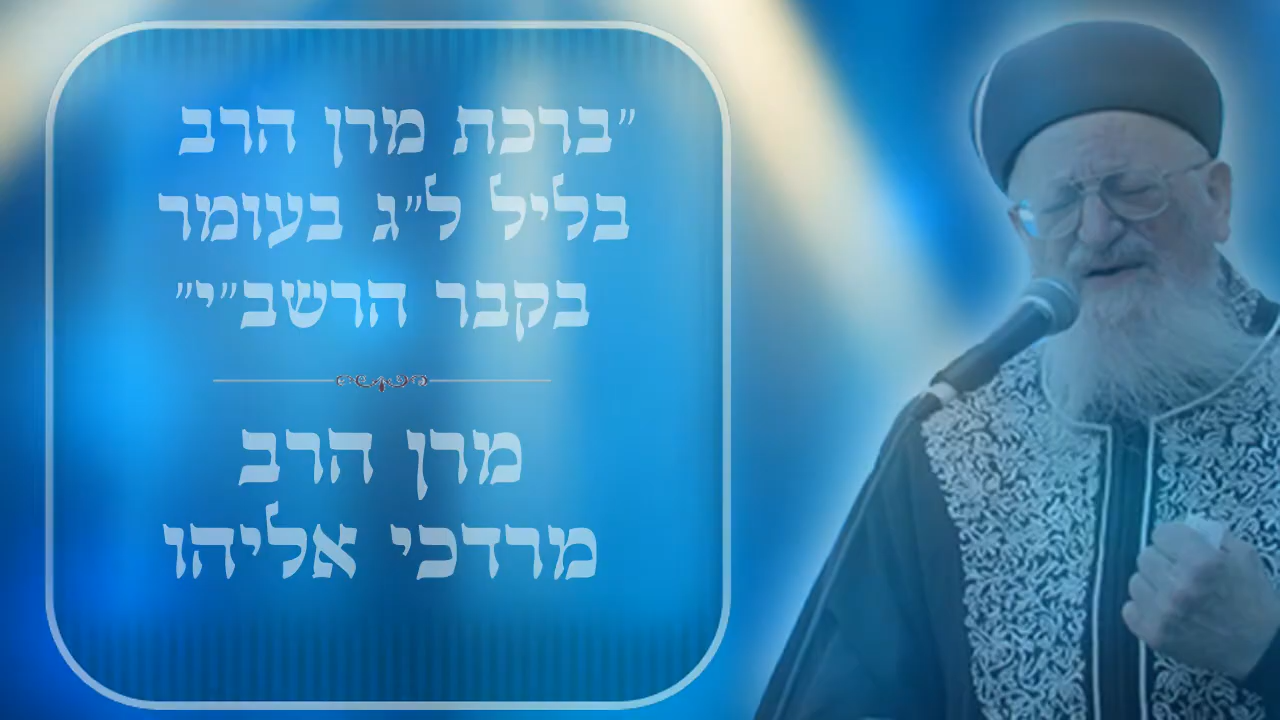 "ברכת מרן הרב
בליל ל"ג בעומר
בקבר הרשב"י"
מרן הרב
מרדכי אליהו